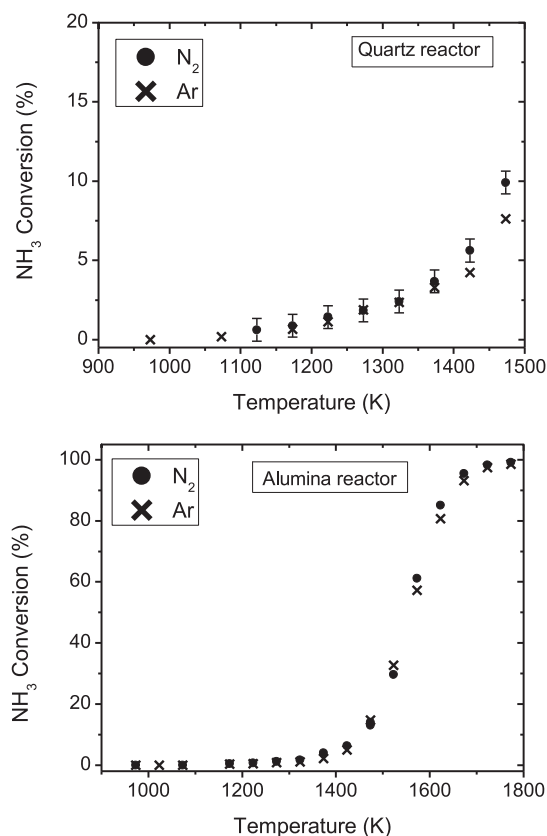 20
15
10
5
0
NH₃ Conversion (%)
N₂
Ar
Quartz reactor
900 1000 1100 1200 1300 1400 1500
Temperature (K)
100
80
60
40
20
0
NH₃ Conversion (%)
N₂
Ar
Alumina reactor
1000 1200 1400 1600 1800
Temperature (K)